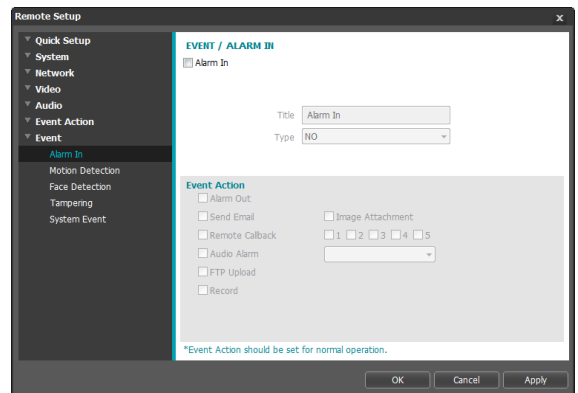 Remote Setup
x
Quick Setup
System
Network
Video
Audio
Event Action
Event
Alarm In
Motion Detection
Face Detection
Tampering
System Event
EVENT / ALARM IN
Alarm In
Title Alarm In
Type NO
Event Action
Alarm Out
Send Email Image Attachment
Remote Callback 1 2 3 4 5
Audio Alarm
FTP Upload
Record
*Event Action should be set for normal operation.
OK Cancel Apply